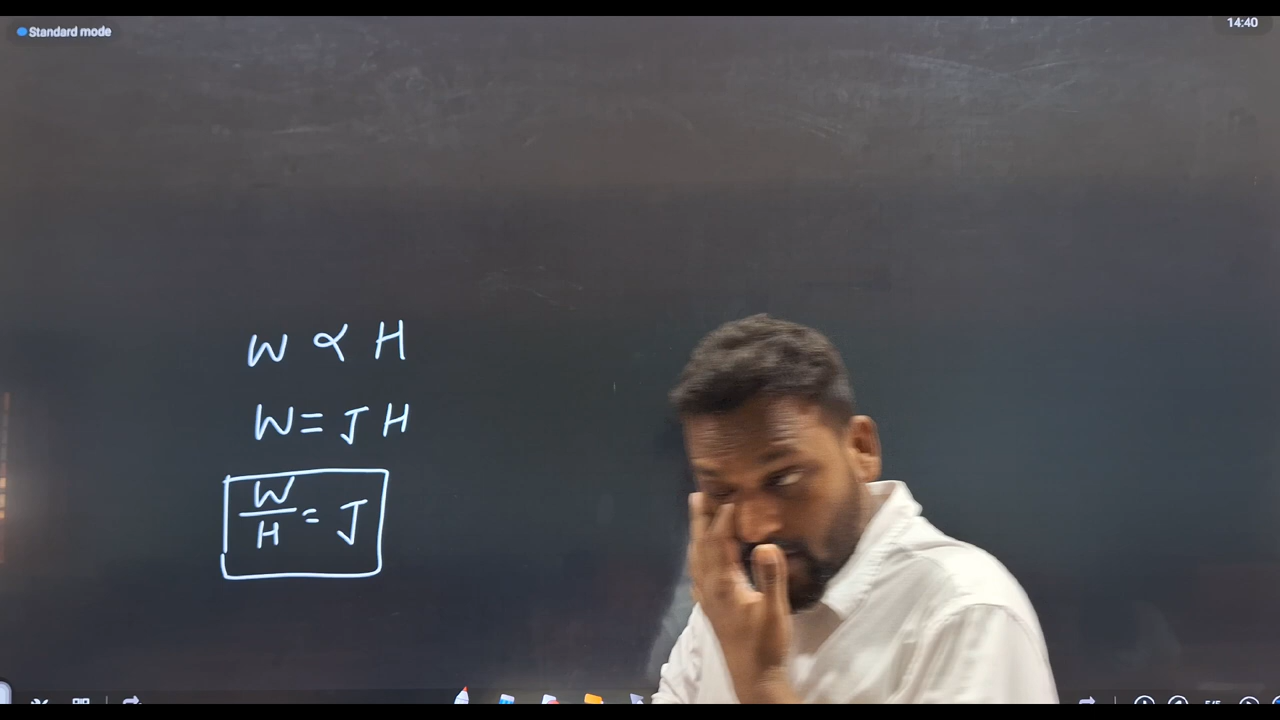 Standard mode
14:40
W ∝ H
W = J H
W/H = J